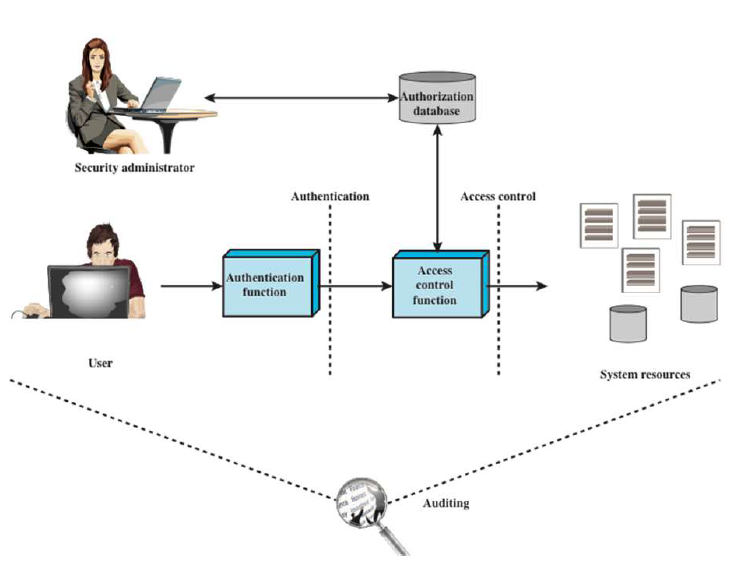 Authorization
database
Security administrator
Authentication
Access control
Authentication
function
Access
control
function
User
System resources
Auditing